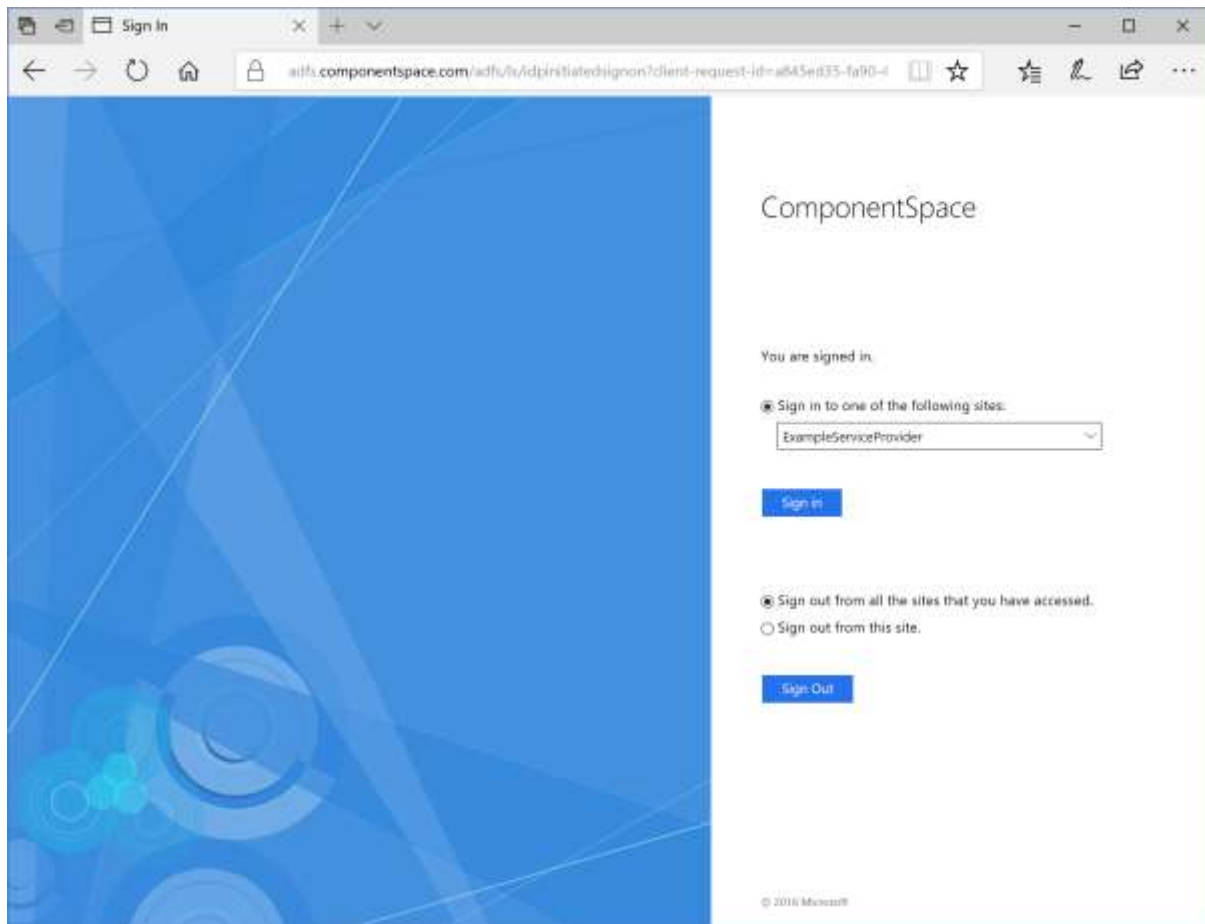 Sign In
adfs.componentspace.com/adfs/ls/idpinitiatedsignon?client-request-id=a845ed35-fa90-4
ComponentSpace
You are signed in.
Sign in to one of the following sites:
ExampleServiceProvider
Sign in
Sign out from all the sites that you have accessed.
Sign out from this site.
Sign Out
© 2016 Microsoft